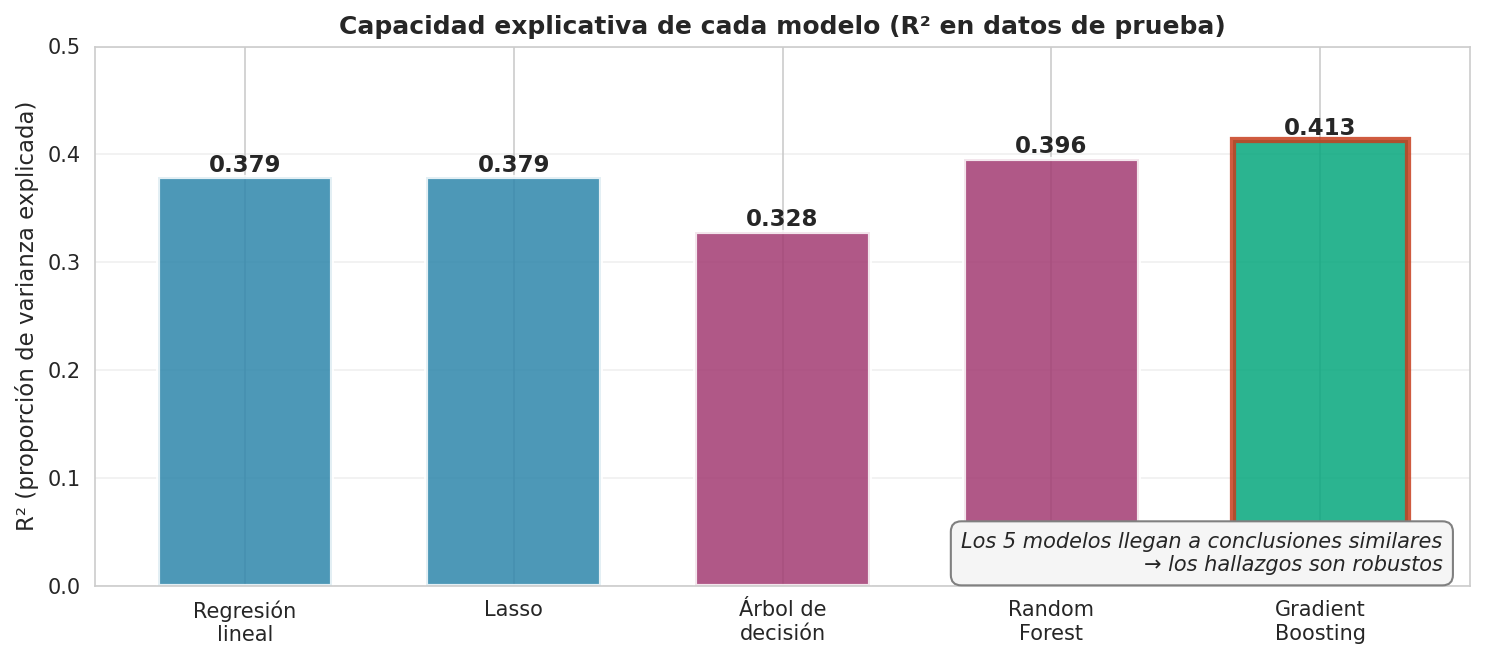 Capacidad explicativa de cada modelo (R² en datos de prueba)
R² (proporción de varianza explicada)
0.5
0.4
0.3
0.2
0.1
0.0
0.379
0.379
0.328
0.396
0.413
Los 5 modelos llegan a conclusiones similares
→ los hallazgos son robustos
Regresión
lineal
Lasso
Árbol de
decisión
Random
Forest
Gradient
Boosting